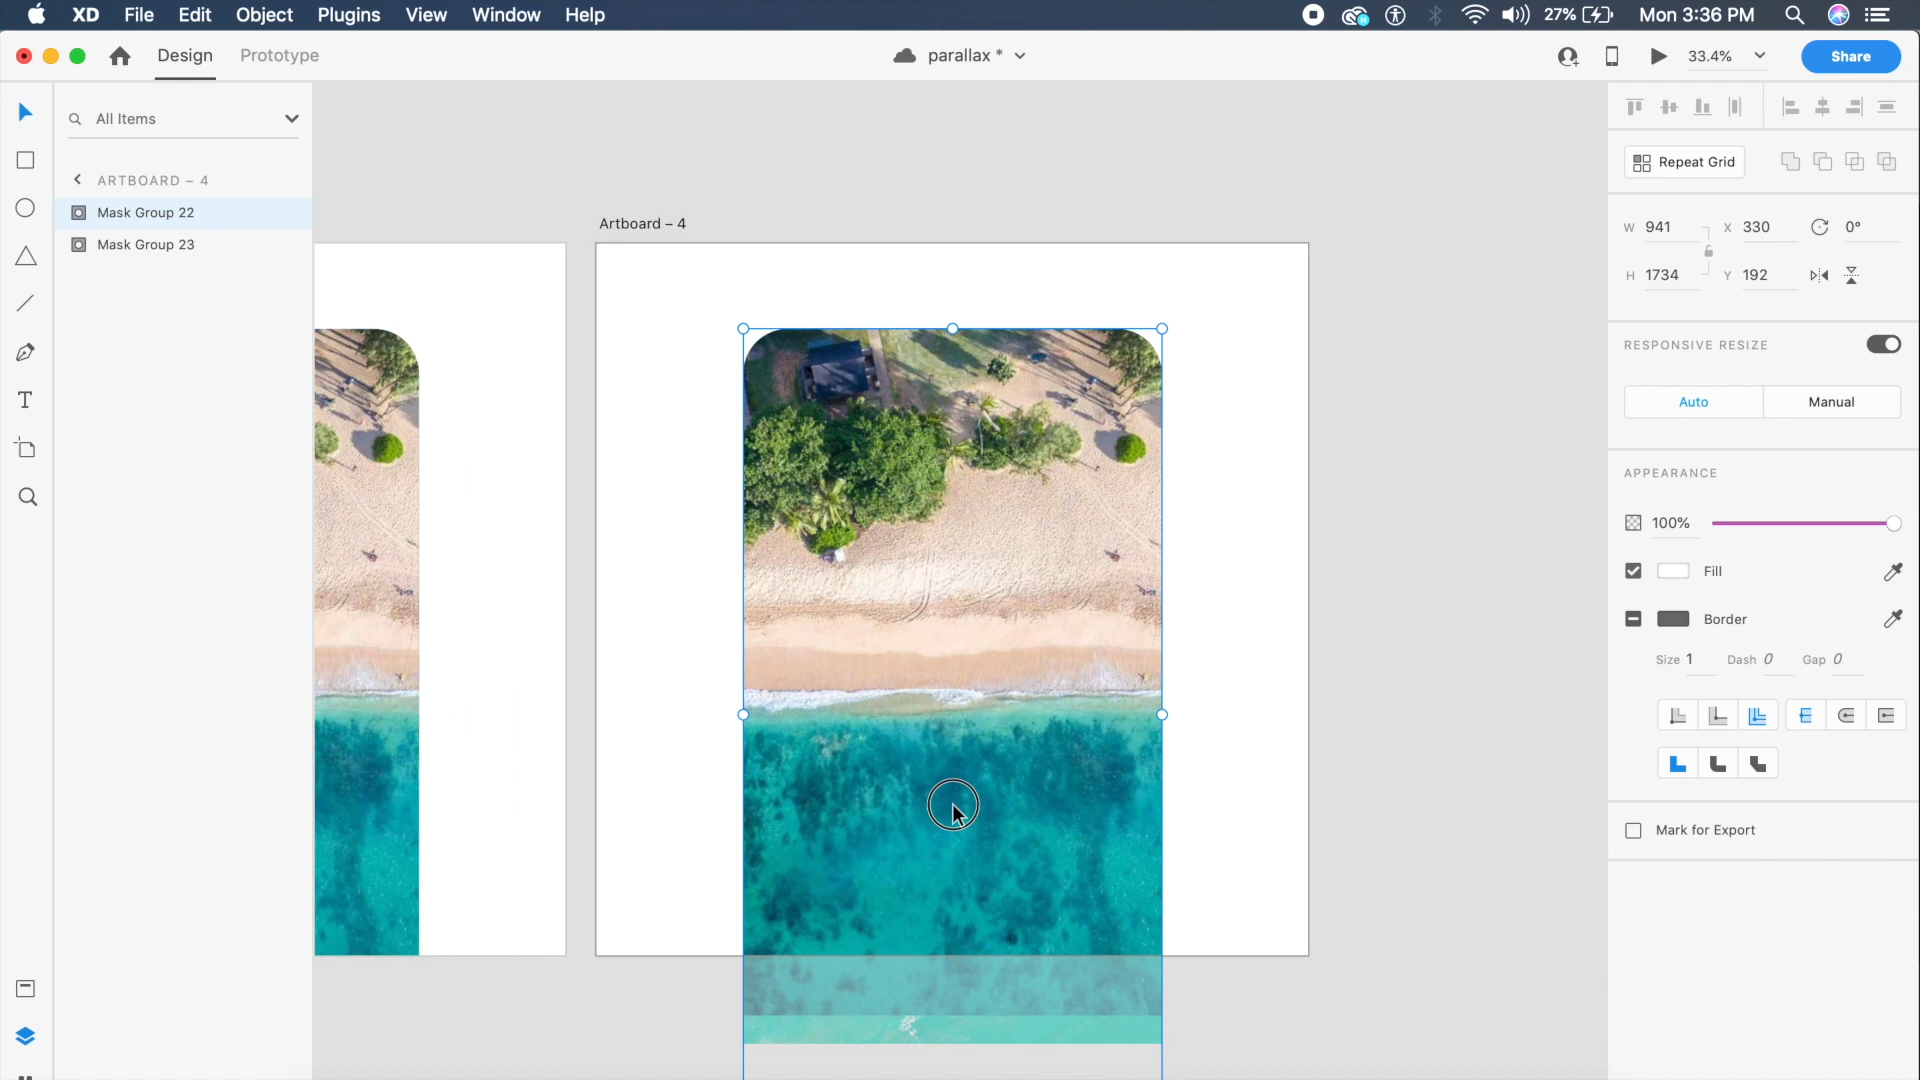 XD File Edit Object Plugins View Window Help 27% Mon 3:36 PM
Design Prototype parallax * 33.4% Share
All Items
ARTBOARD – 4
Mask Group 22
Mask Group 23
Artboard – 4
Repeat Grid
W 941 X 330 0°
H 1734 Y 192
RESPONSIVE RESIZE
Auto Manual
APPEARANCE
100%
Fill
Border
Size 1 Dash 0 Gap 0
Mark for Export